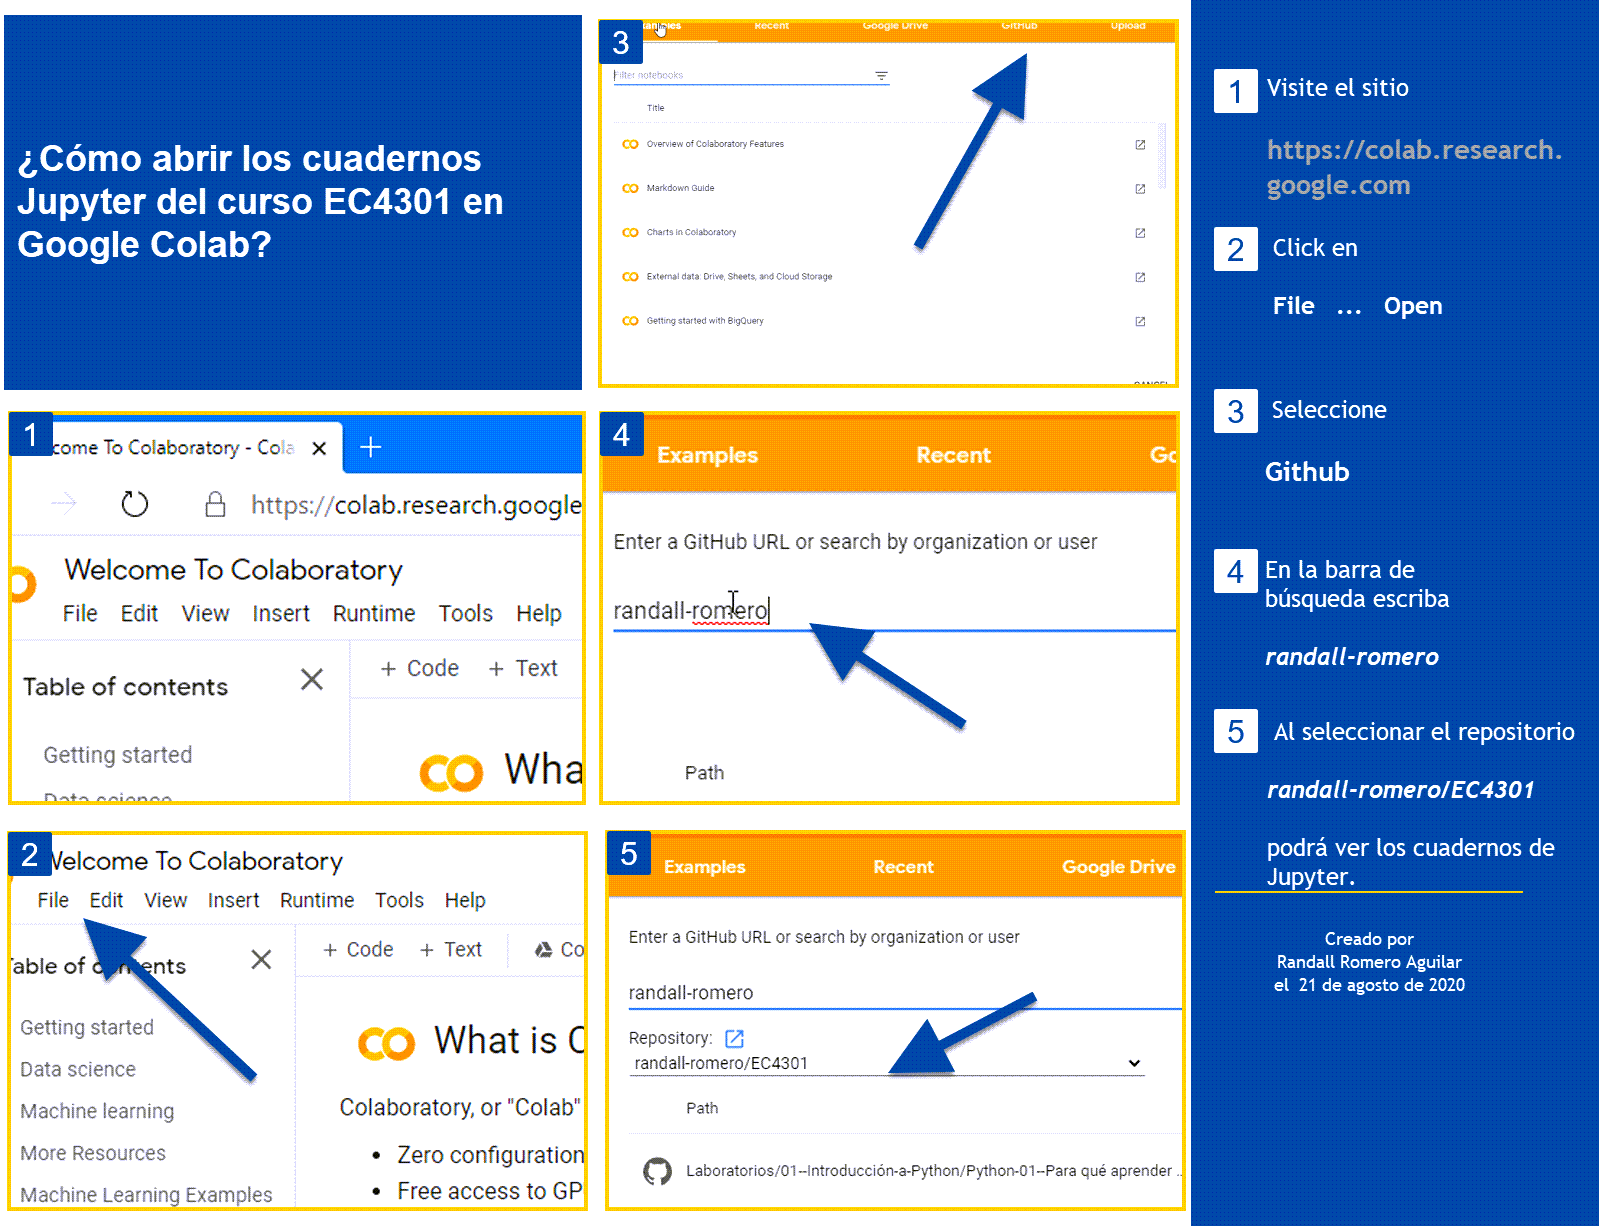 ¿Cómo abrir los cuadernos
Jupyter del curso EC4301 en
Google Colab?
3
Recent
Google Drive
GitHub
Upload
Filter notebooks
Title
Overview of Colaboratory Features
Markdown Guide
Charts in Colaboratory
External data: Drive, Sheets, and Cloud Storage
Getting started with BigQuery
1
come To Colaboratory - Cola
https://colab.research.google
Welcome To Colaboratory
File Edit View Insert Runtime Tools Help
+ Code + Text
Table of contents
Getting started
Data science
Wha
4
Examples Recent Go
Enter a GitHub URL or search by organization or user
randall-romero
Path
2
Welcome To Colaboratory
File Edit View Insert Runtime Tools Help
+ Code + Text Co
Table of contents
Getting started
Data science
Machine learning
More Resources
Machine Learning Examples
What is C
Colaboratory, or "Colab"
• Zero configuration
• Free access to GP
5
Examples Recent Google Drive
Enter a GitHub URL or search by organization or user
randall-romero
Repository:
randall-romero/EC4301
Path
Laboratorios/01--Introducción-a-Python/Python-01--Para qué aprender ..
1 Visite el sitio
https://colab.research.
google.com
2 Click en
File ... Open
3 Seleccione
Github
4 En la barra de
búsqueda escriba
randall-romero
5 Al seleccionar el repositorio
randall-romero/EC4301
podrá ver los cuadernos de
Jupyter.
Creado por
Randall Romero Aguilar
el 21 de agosto de 2020